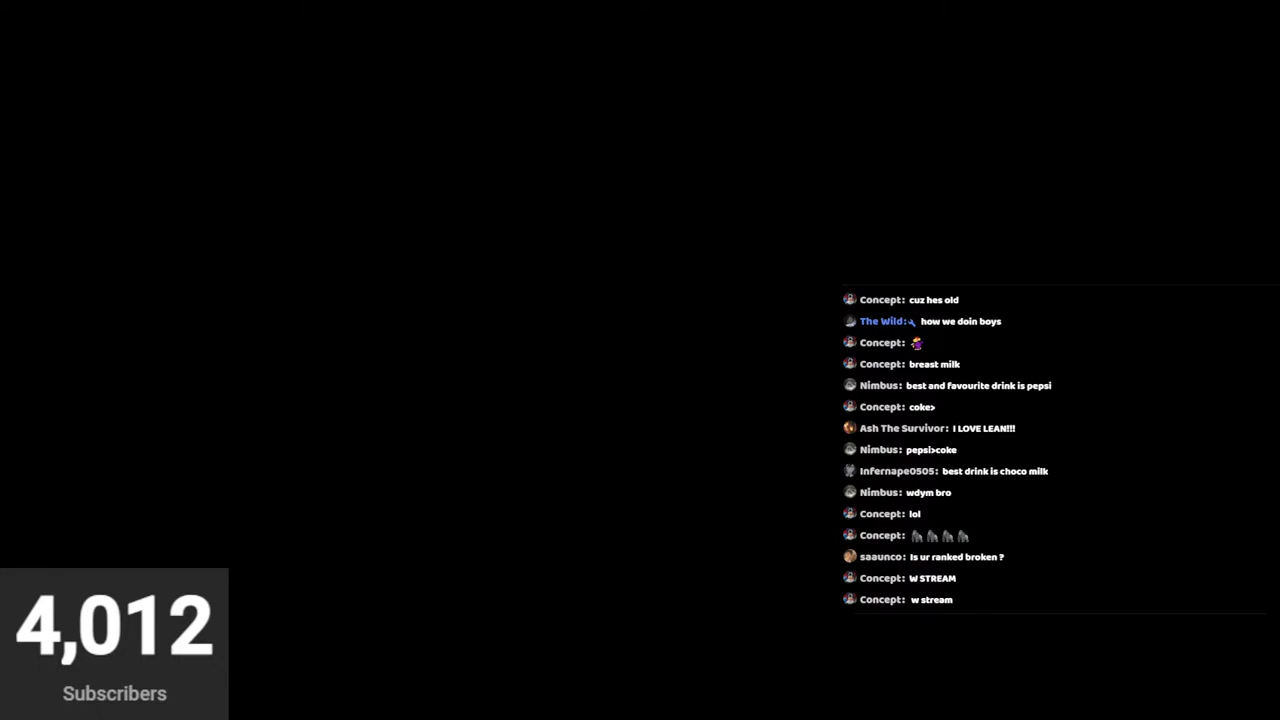 Concept: cuz hes old
The Wild: how we doin boys
Concept:
Concept: breast milk
Nimbus: best and favourite drink is pepsi
Concept: coke>
Ash The Survivor: I LOVE LEAN!!!
Nimbus: pepsi>coke
Infernape0505: best drink is choco milk
Nimbus: wdym bro
Concept: lol
Concept: 🦍🦍🦍🦍
saaunco: Is ur ranked broken ?
Concept: W STREAM
Concept: w stream
4,012
Subscribers